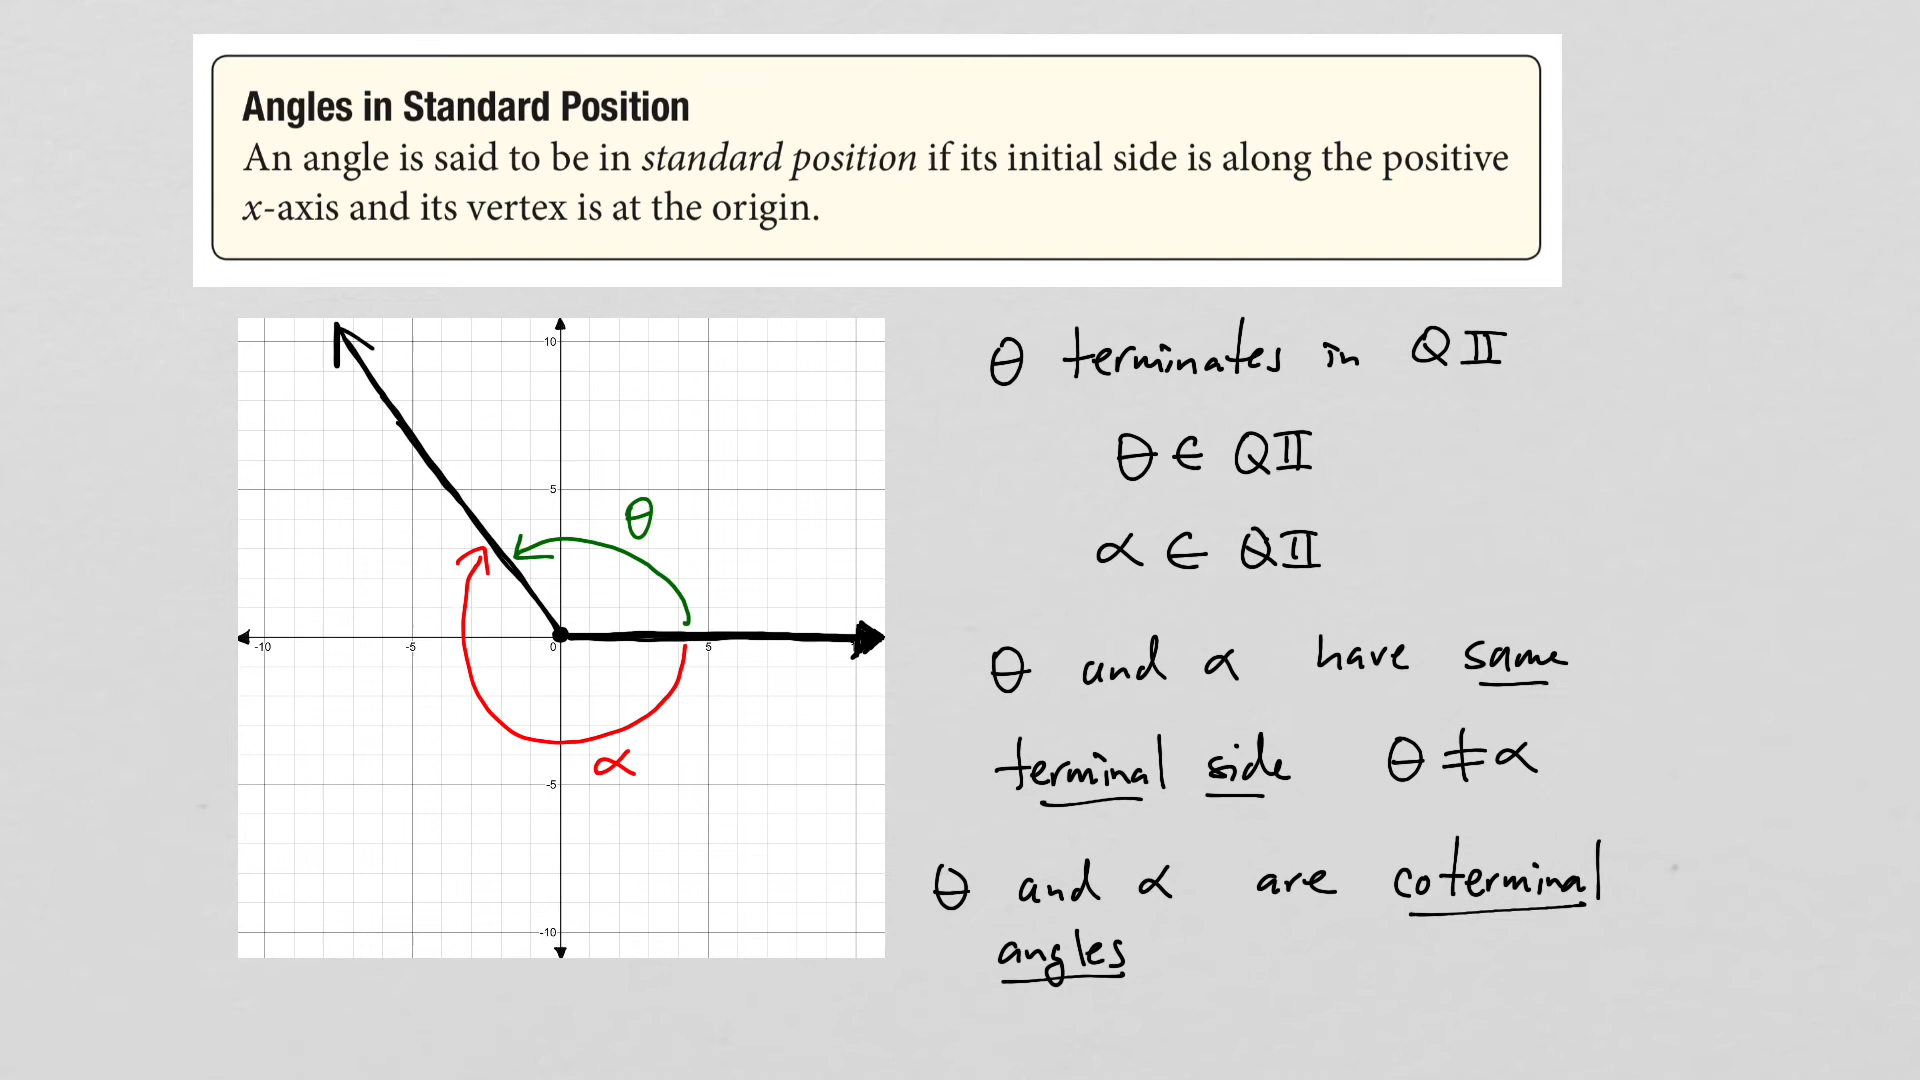 Angles in Standard Position
An angle is said to be in standard position if its initial side is along the positive
x-axis and its vertex is at the origin.
10
5
θ
-10
-5
0
5
α
-5
-10
θ terminates in QII
θ ∈ QII
α ∈ QII
θ and α have same
terminal side θ ≠ α
θ and α are coterminal
angles